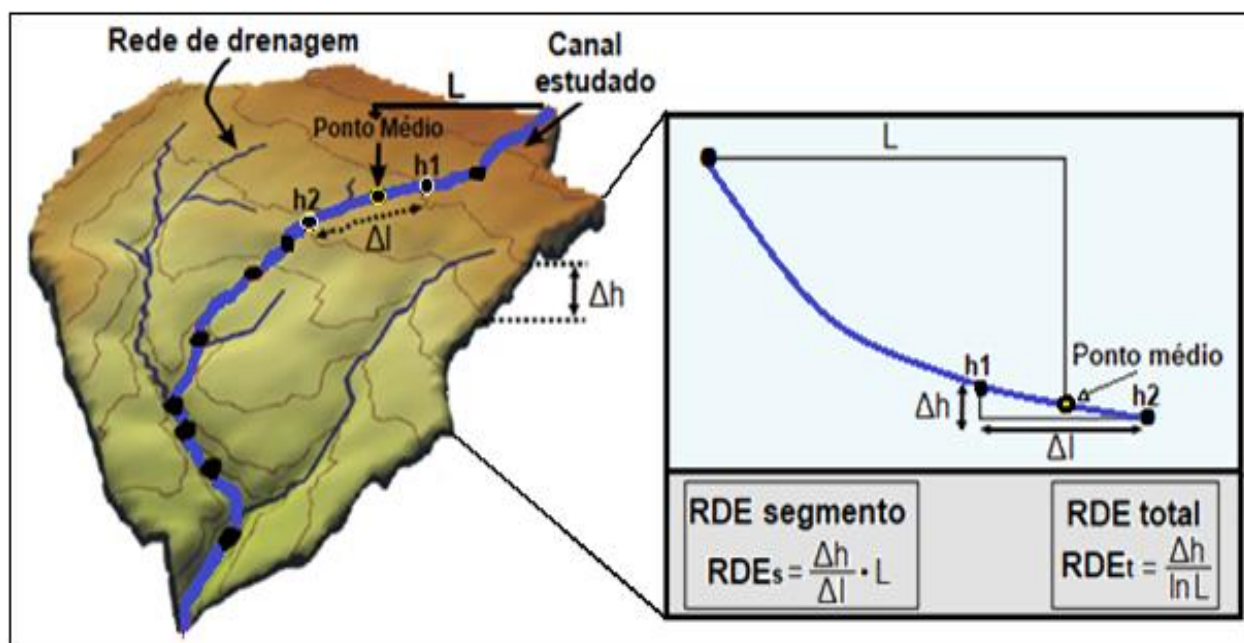 Rede de drenagem
Canal
estudado
L
Ponto Médio
h1
h2
Δl
Δh
L
h1
Ponto médio
h2
Δh
Δl
RDE segmento
RDEs = Δh/Δl · L
RDE total
RDEt = Δh/ln L